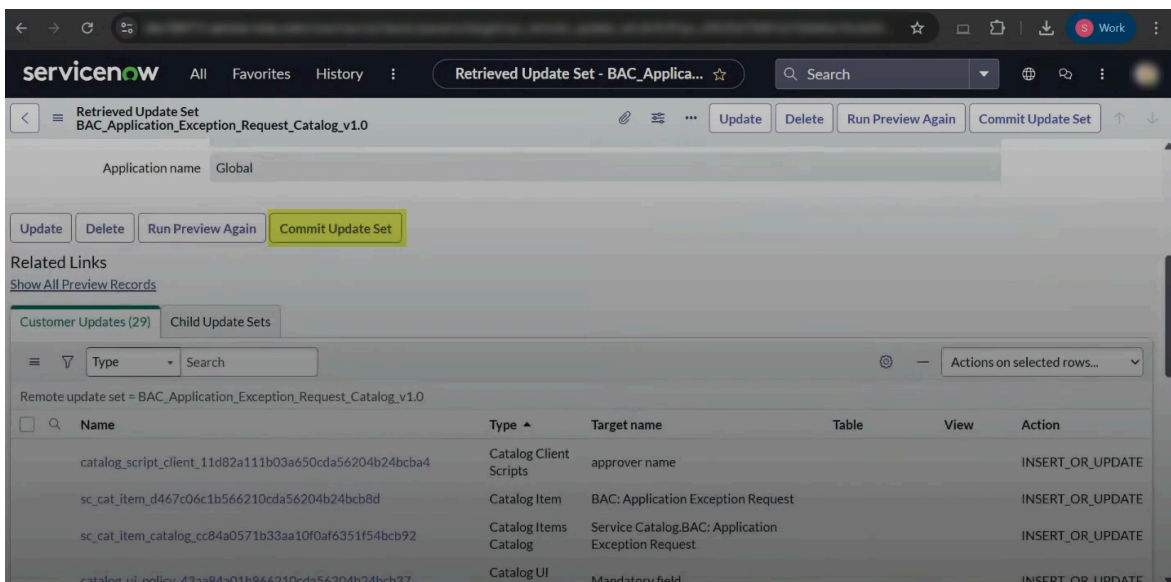 Work
servicenow All Favorites History Retrieved Update Set - BAC_Applica... Search
Retrieved Update Set
BAC_Application_Exception_Request_Catalog_v1.0
Update Delete Run Preview Again Commit Update Set
Application name Global
Update Delete Run Preview Again Commit Update Set
Related Links
Show All Preview Records
Customer Updates (29) Child Update Sets
Type Search Actions on selected rows...
Remote update set = BAC_Application_Exception_Request_Catalog_v1.0
Name Type Target name Table View Action
catalog_script_client_11d82a111b03a650cda56204b24bcba4 Catalog Client Scripts approver name INSERT_OR_UPDATE
sc_cat_item_d467c06c1b566210cda56204b24bcb8d Catalog Item BAC: Application Exception Request INSERT_OR_UPDATE
sc_cat_item_catalog_cc84a0571b33aa10f0af6351f54bcb92 Catalog Items Catalog Service Catalog.BAC: Application Exception Request INSERT_OR_UPDATE
catalog_ui_policy_43aa84a01b966210cda56204b24bcb37 Catalog UI Mandatory field INSERT_OR_UPDATE